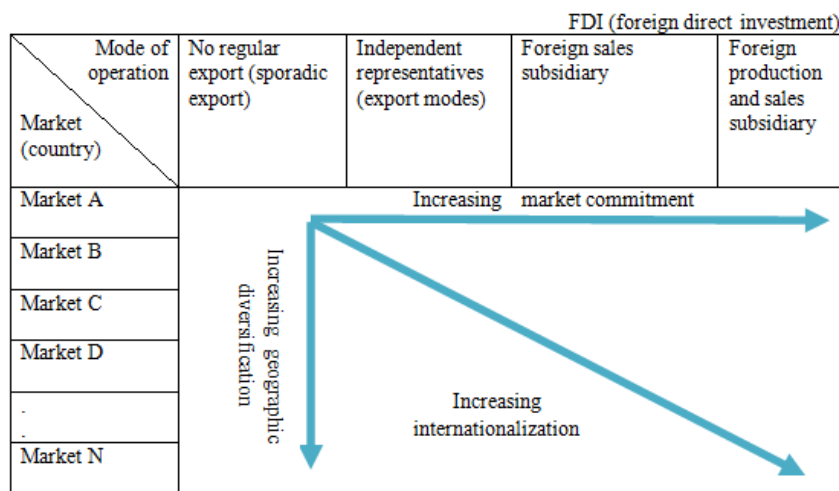 FDI (foreign direct investment)
Mode of
operation
Market
(country)
No regular
export (sporadic
export)
Independent
representatives
(export modes)
Foreign sales
subsidiary
Foreign
production
and sales
subsidiary
Market A
Increasing market commitment
Market B
Market C
Market D
.
.
Market N
Increasing geographic
diversification
Increasing
internationalization